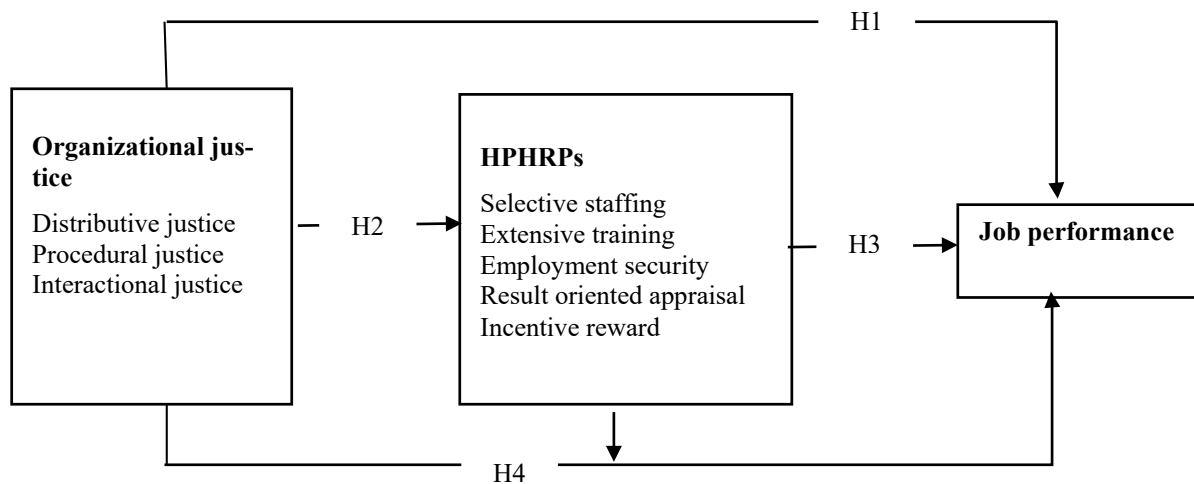 H1
Organizational jus-
tice
Distributive justice
Procedural justice
Interactional justice
H2
HPHRPs
Selective staffing
Extensive training
Employment security
Result oriented appraisal
Incentive reward
H3
Job performance
H4